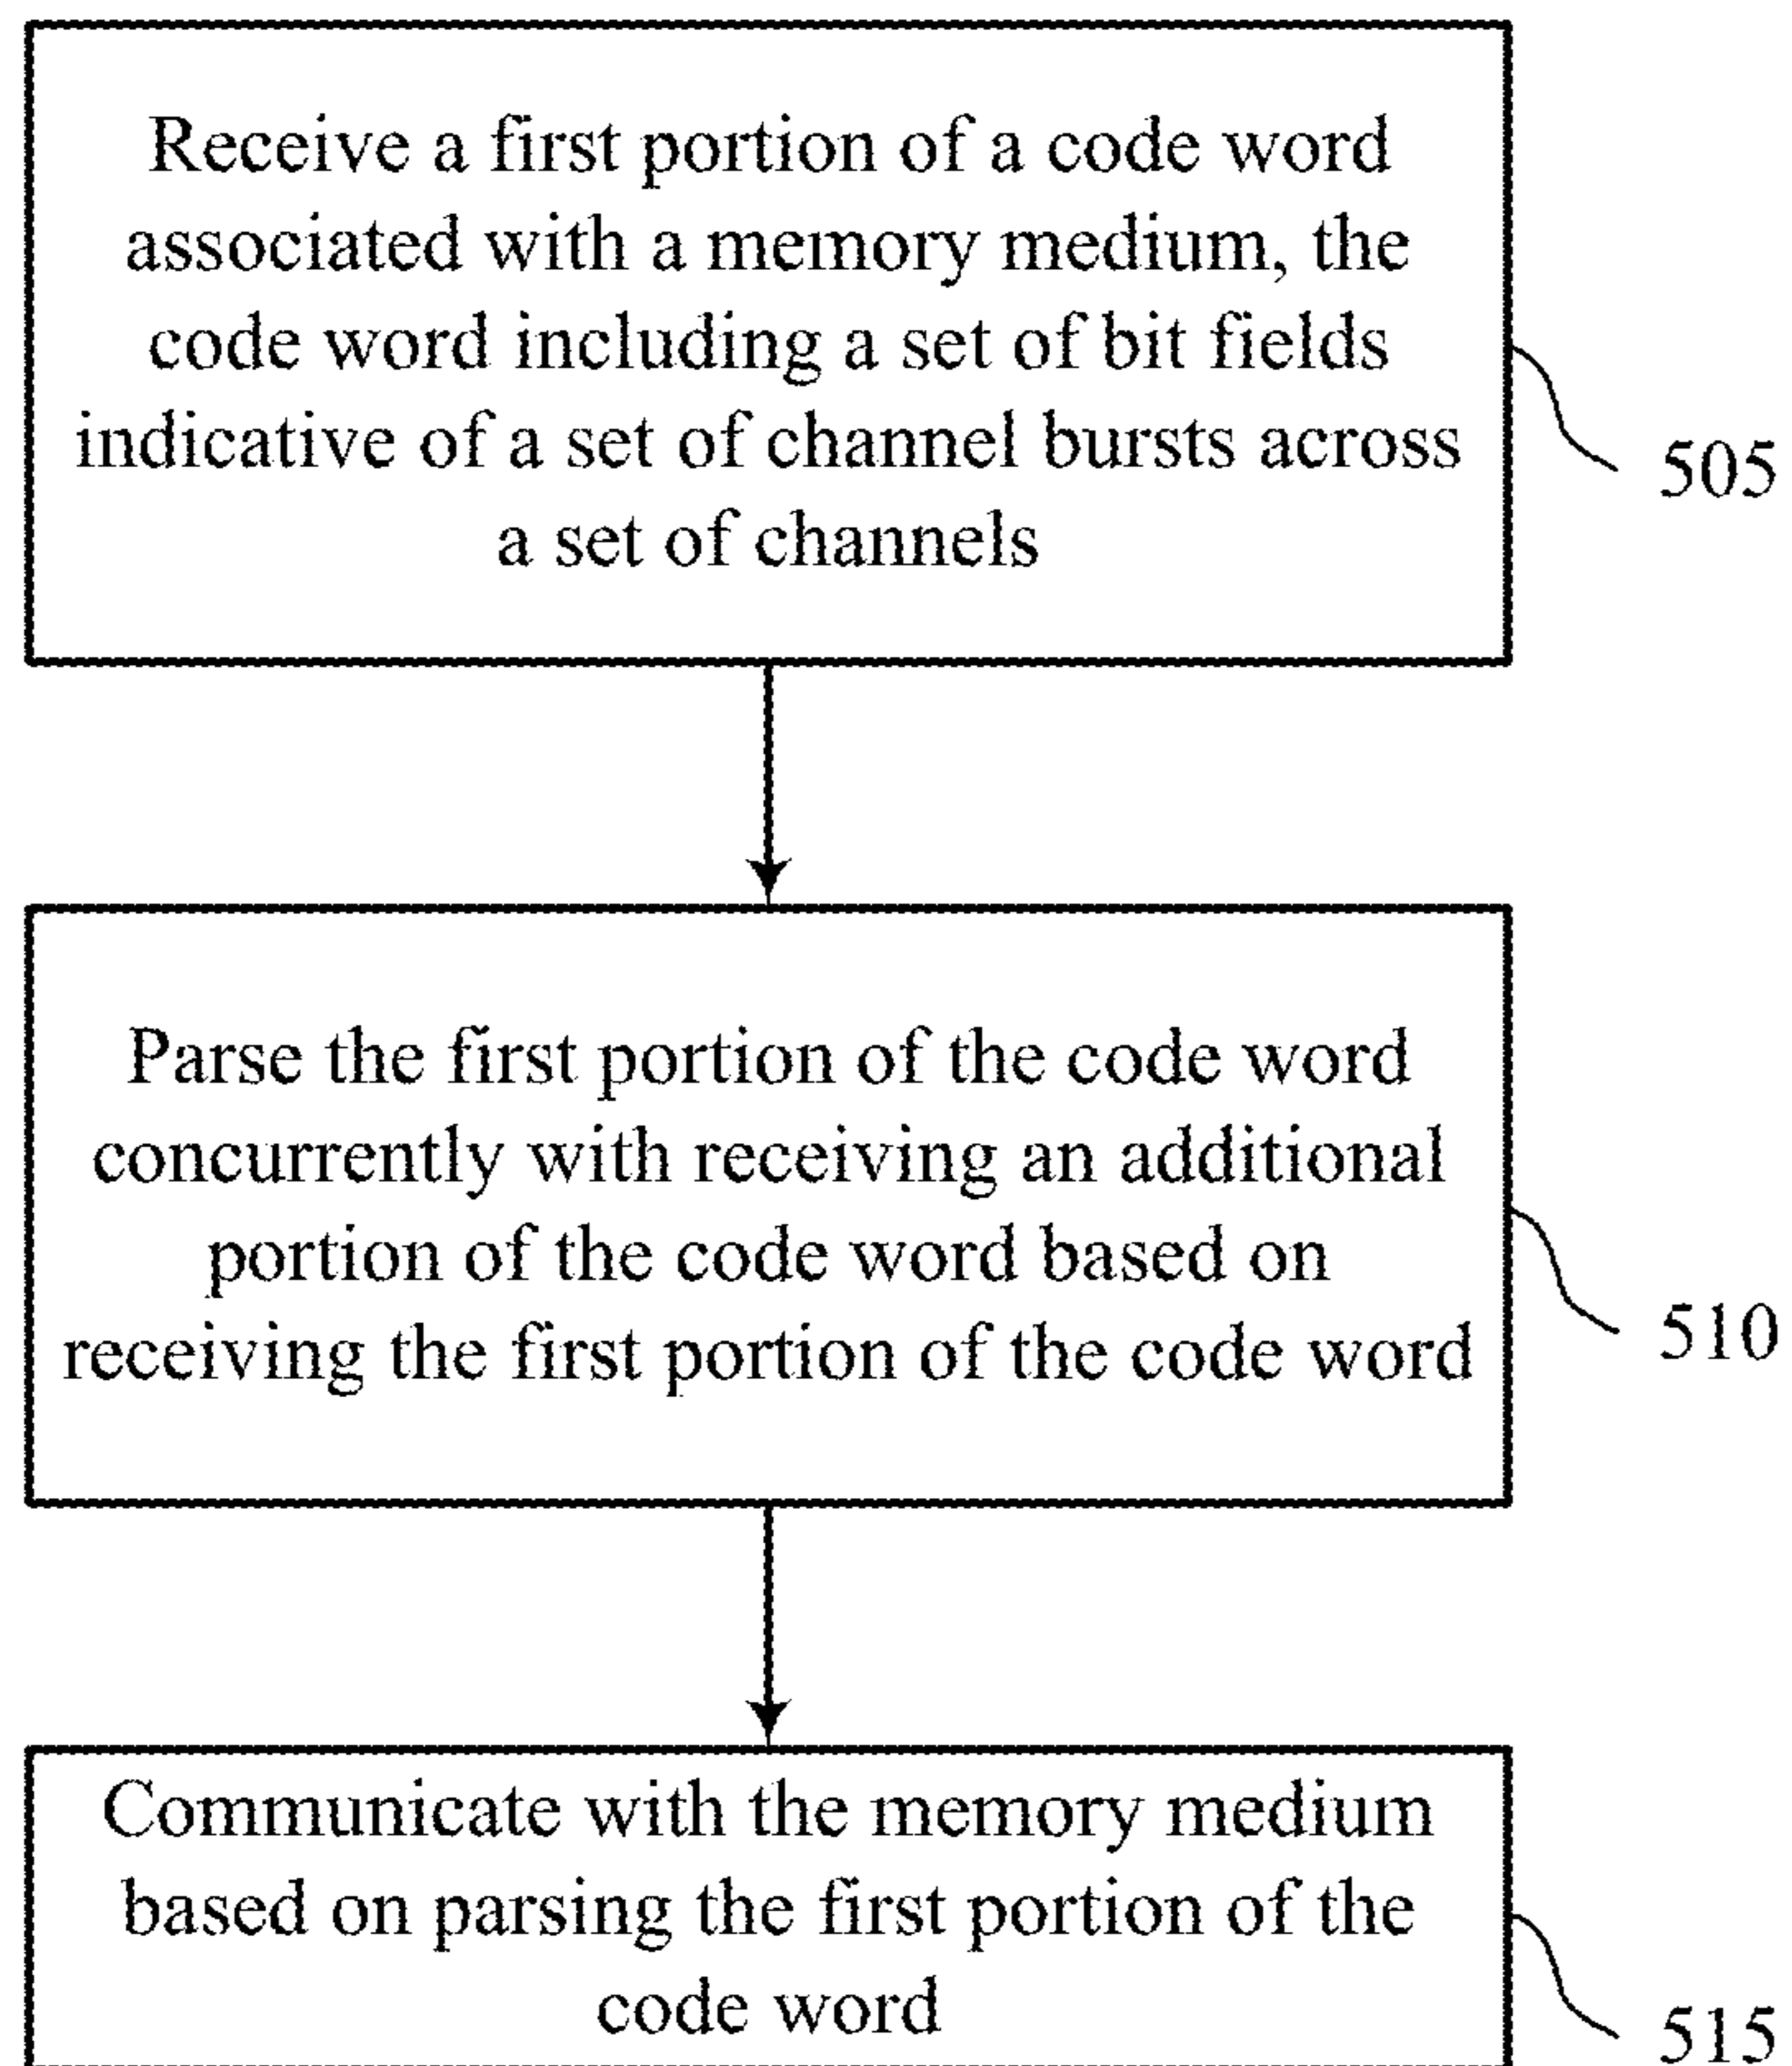 Receive a first portion of a code word
associated with a memory medium, the
code word including a set of bit fields
indicative of a set of channel bursts across
a set of channels
505
Parse the first portion of the code word
concurrently with receiving an additional
portion of the code word based on
receiving the first portion of the code word
510
Communicate with the memory medium
based on parsing the first portion of the
code word
515